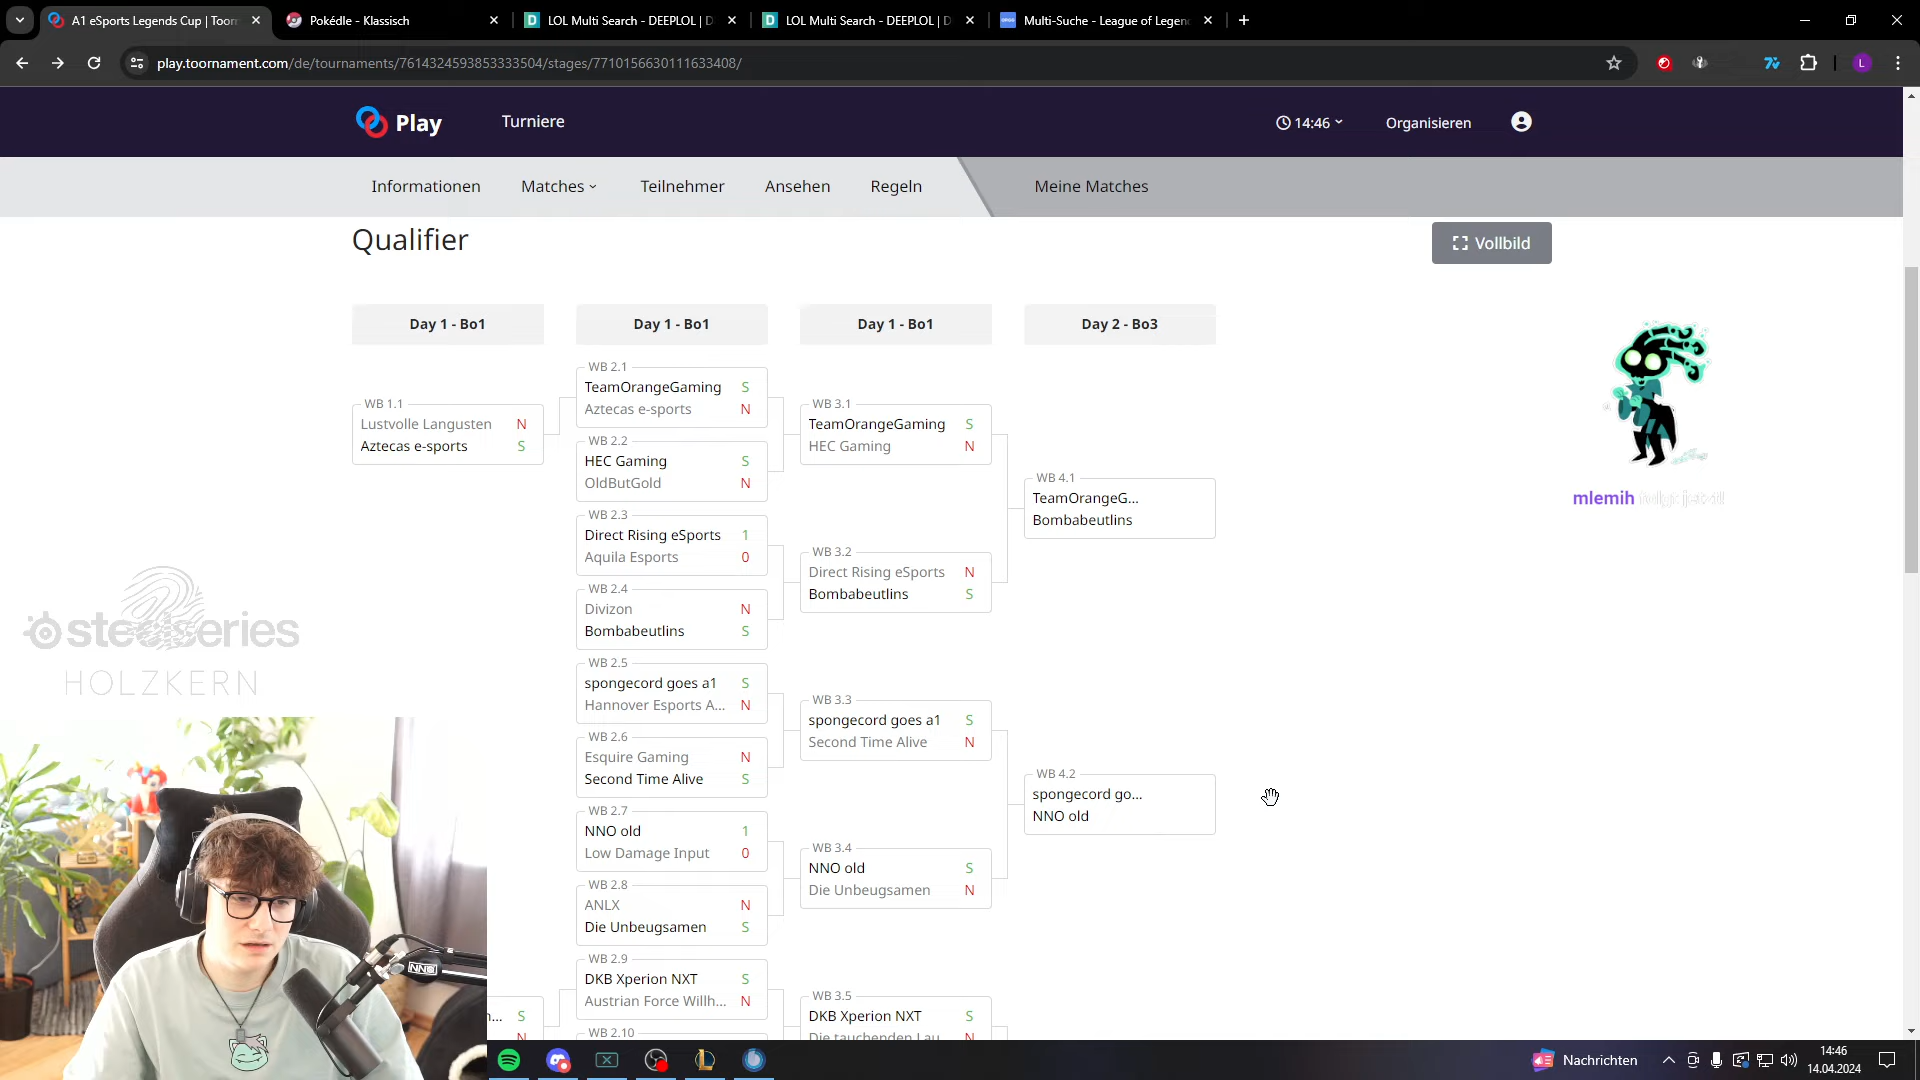 A1 eSports Legends Cup | Toorn
Pokédle - Klassisch
LOL Multi Search - DEEPLOL | D
LOL Multi Search - DEEPLOL | D
Multi-Suche - League of Legen
play.toornament.com/de/tournaments/7614324593853333504/stages/7710156630111633408/
L
Play
Turniere
14:46
Organisieren
Informationen
Matches
Teilnehmer
Ansehen
Regeln
Meine Matches
Qualifier
Vollbild
Day 1 - Bo1
Day 1 - Bo1
Day 1 - Bo1
Day 2 - Bo3
WB 1.1
Lustvolle Langusten N
Aztecas e-sports S
WB 2.1
TeamOrangeGaming S
Aztecas e-sports N
WB 2.2
HEC Gaming S
OldButGold N
WB 2.3
Direct Rising eSports 1
Aquila Esports 0
WB 2.4
Divizon N
Bombabeutlins S
WB 2.5
spongecord goes a1 S
Hannover Esports A... N
WB 2.6
Esquire Gaming N
Second Time Alive S
WB 2.7
NNO old 1
Low Damage Input 0
WB 2.8
ANLX N
Die Unbeugsamen S
WB 2.9
DKB Xperion NXT S
Austrian Force Willh... N
WB 2.10
WB 3.1
TeamOrangeGaming S
HEC Gaming N
WB 3.2
Direct Rising eSports N
Bombabeutlins S
WB 3.3
spongecord goes a1 S
Second Time Alive N
WB 3.4
NNO old S
Die Unbeugsamen N
WB 3.5
DKB Xperion NXT S
Die tauchenden Lau... N
WB 4.1
TeamOrangeG...
Bombabeutlins
WB 4.2
spongecord go...
NNO old
mlemih folgt jetzt!
steelseries
HOLZKERN
... S
N
NNO
Nachrichten
14:46
14.04.2024